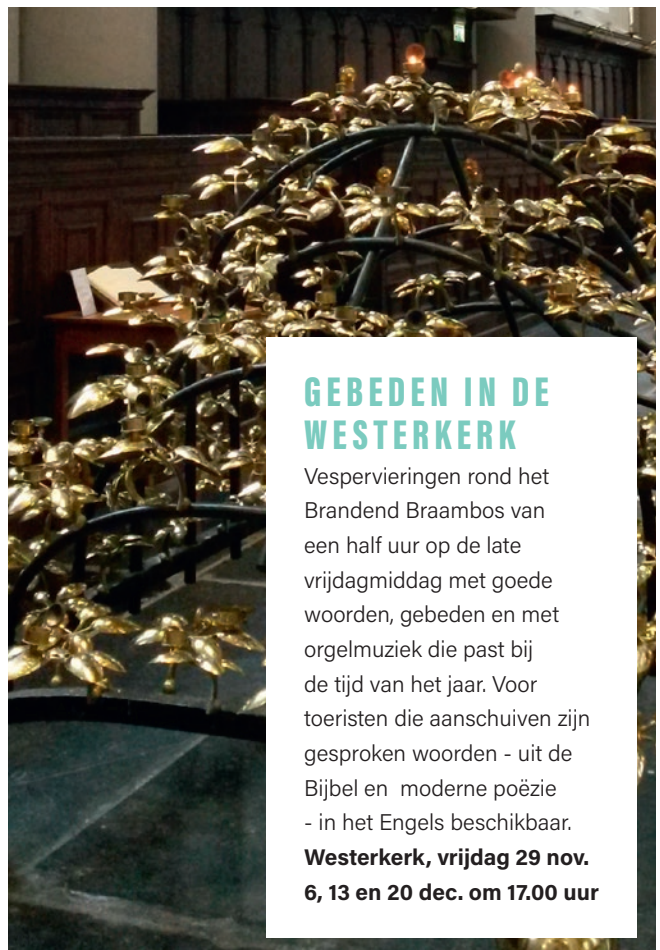 GEBEDEN IN DE
WESTERKERK
Vespervieringen rond het
Brandend Braambos van
een half uur op de late
vrijdagmiddag met goede
woorden, gebeden en met
orgelmuziek die past bij
de tijd van het jaar. Voor
toeristen die aanschuiven zijn
gesproken woorden - uit de
Bijbel en  moderne poëzie
- in het Engels beschikbaar.
Westerkerk, vrijdag 29 nov.
6, 13 en 20 dec. om 17.00 uur